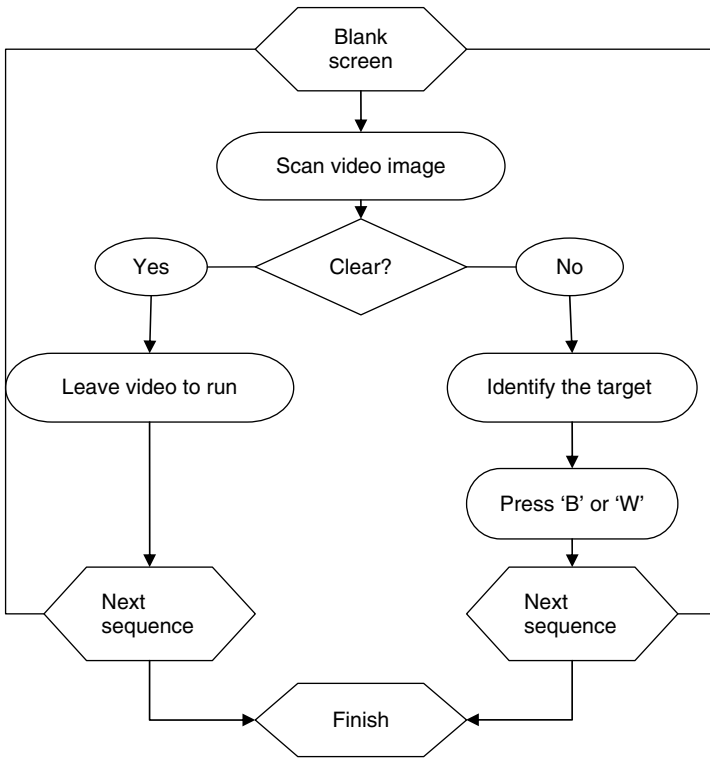 Blank
screen
Scan video image
Clear?
Yes
No
Leave video to run
Identify the target
Press ‘B’ or ‘W’
Next
sequence
Next
sequence
Finish